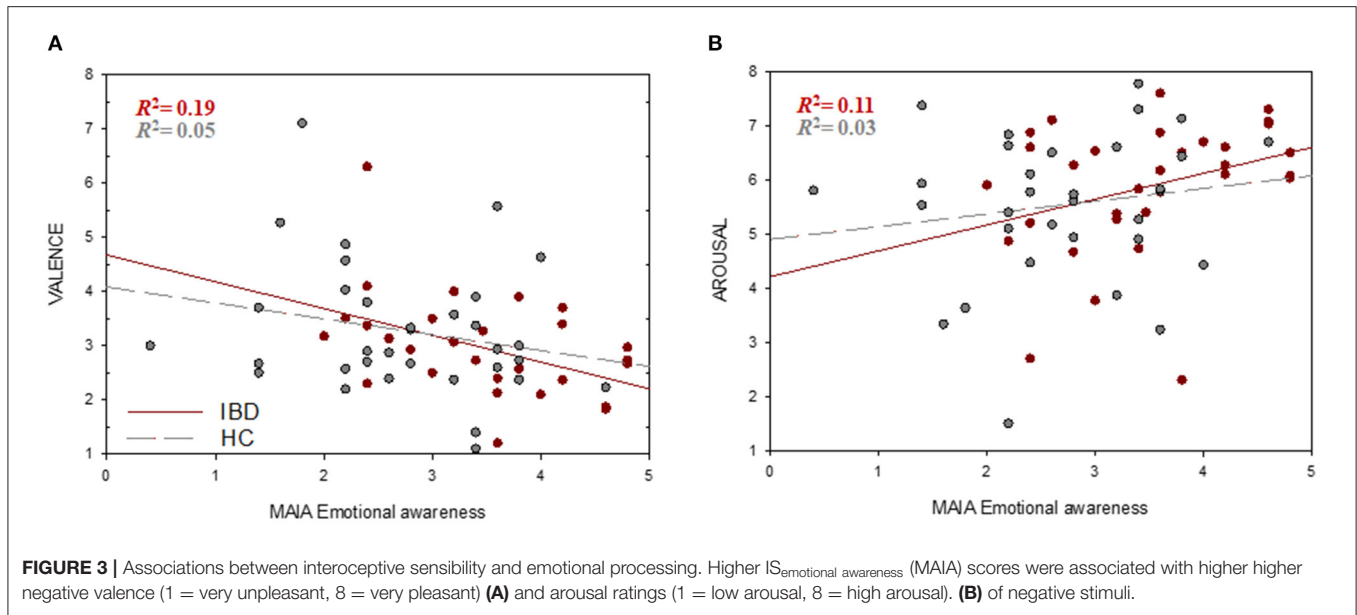 A
8
7
6
5
4
3
2
1
VALENCE
R²= 0.19
R²= 0.05
IBD
HC
0 1 2 3 4 5
MAIA Emotional awareness
B
8
7
6
5
4
3
2
1
AROUSAL
R²= 0.11
R²= 0.03
0 1 2 3 4 5
MAIA Emotional awareness
FIGURE 3 | Associations between interoceptive sensibility and emotional processing. Higher IS_emotional awareness (MAIA) scores were associated with higher higher
negative valence (1 = very unpleasant, 8 = very pleasant) (A) and arousal ratings (1 = low arousal, 8 = high arousal). (B) of negative stimuli.